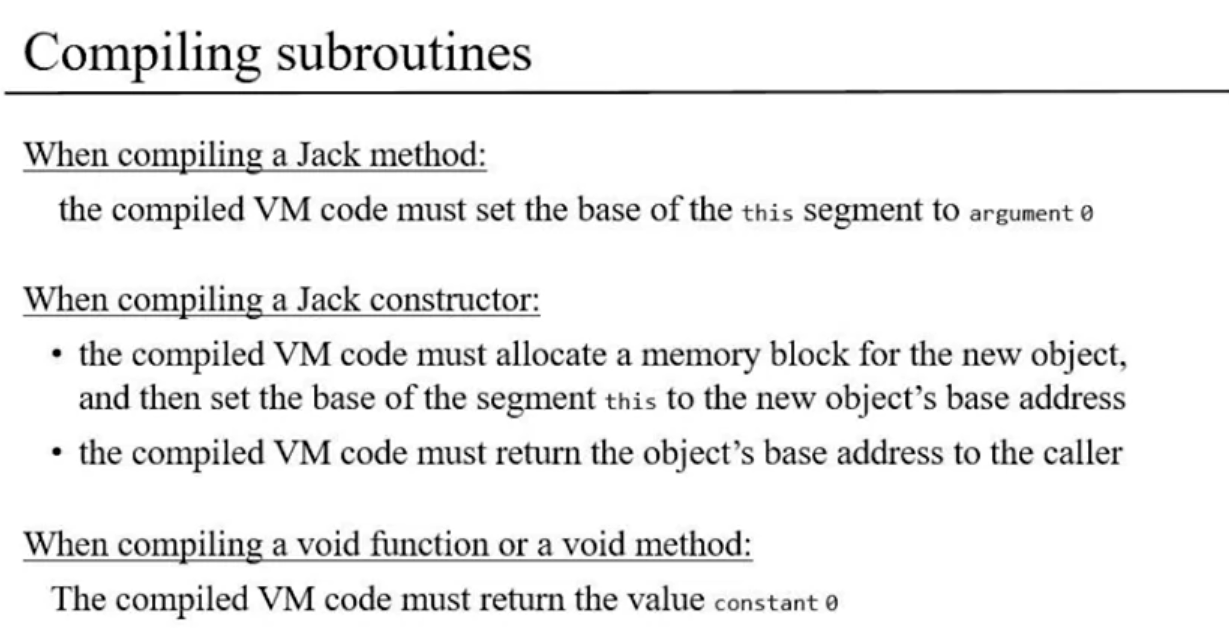 Compiling subroutines
When compiling a Jack method:
the compiled VM code must set the base of the this segment to argument 0
When compiling a Jack constructor:
• the compiled VM code must allocate a memory block for the new object,
and then set the base of the segment this to the new object’s base address
• the compiled VM code must return the object’s base address to the caller
When compiling a void function or a void method:
The compiled VM code must return the value constant 0